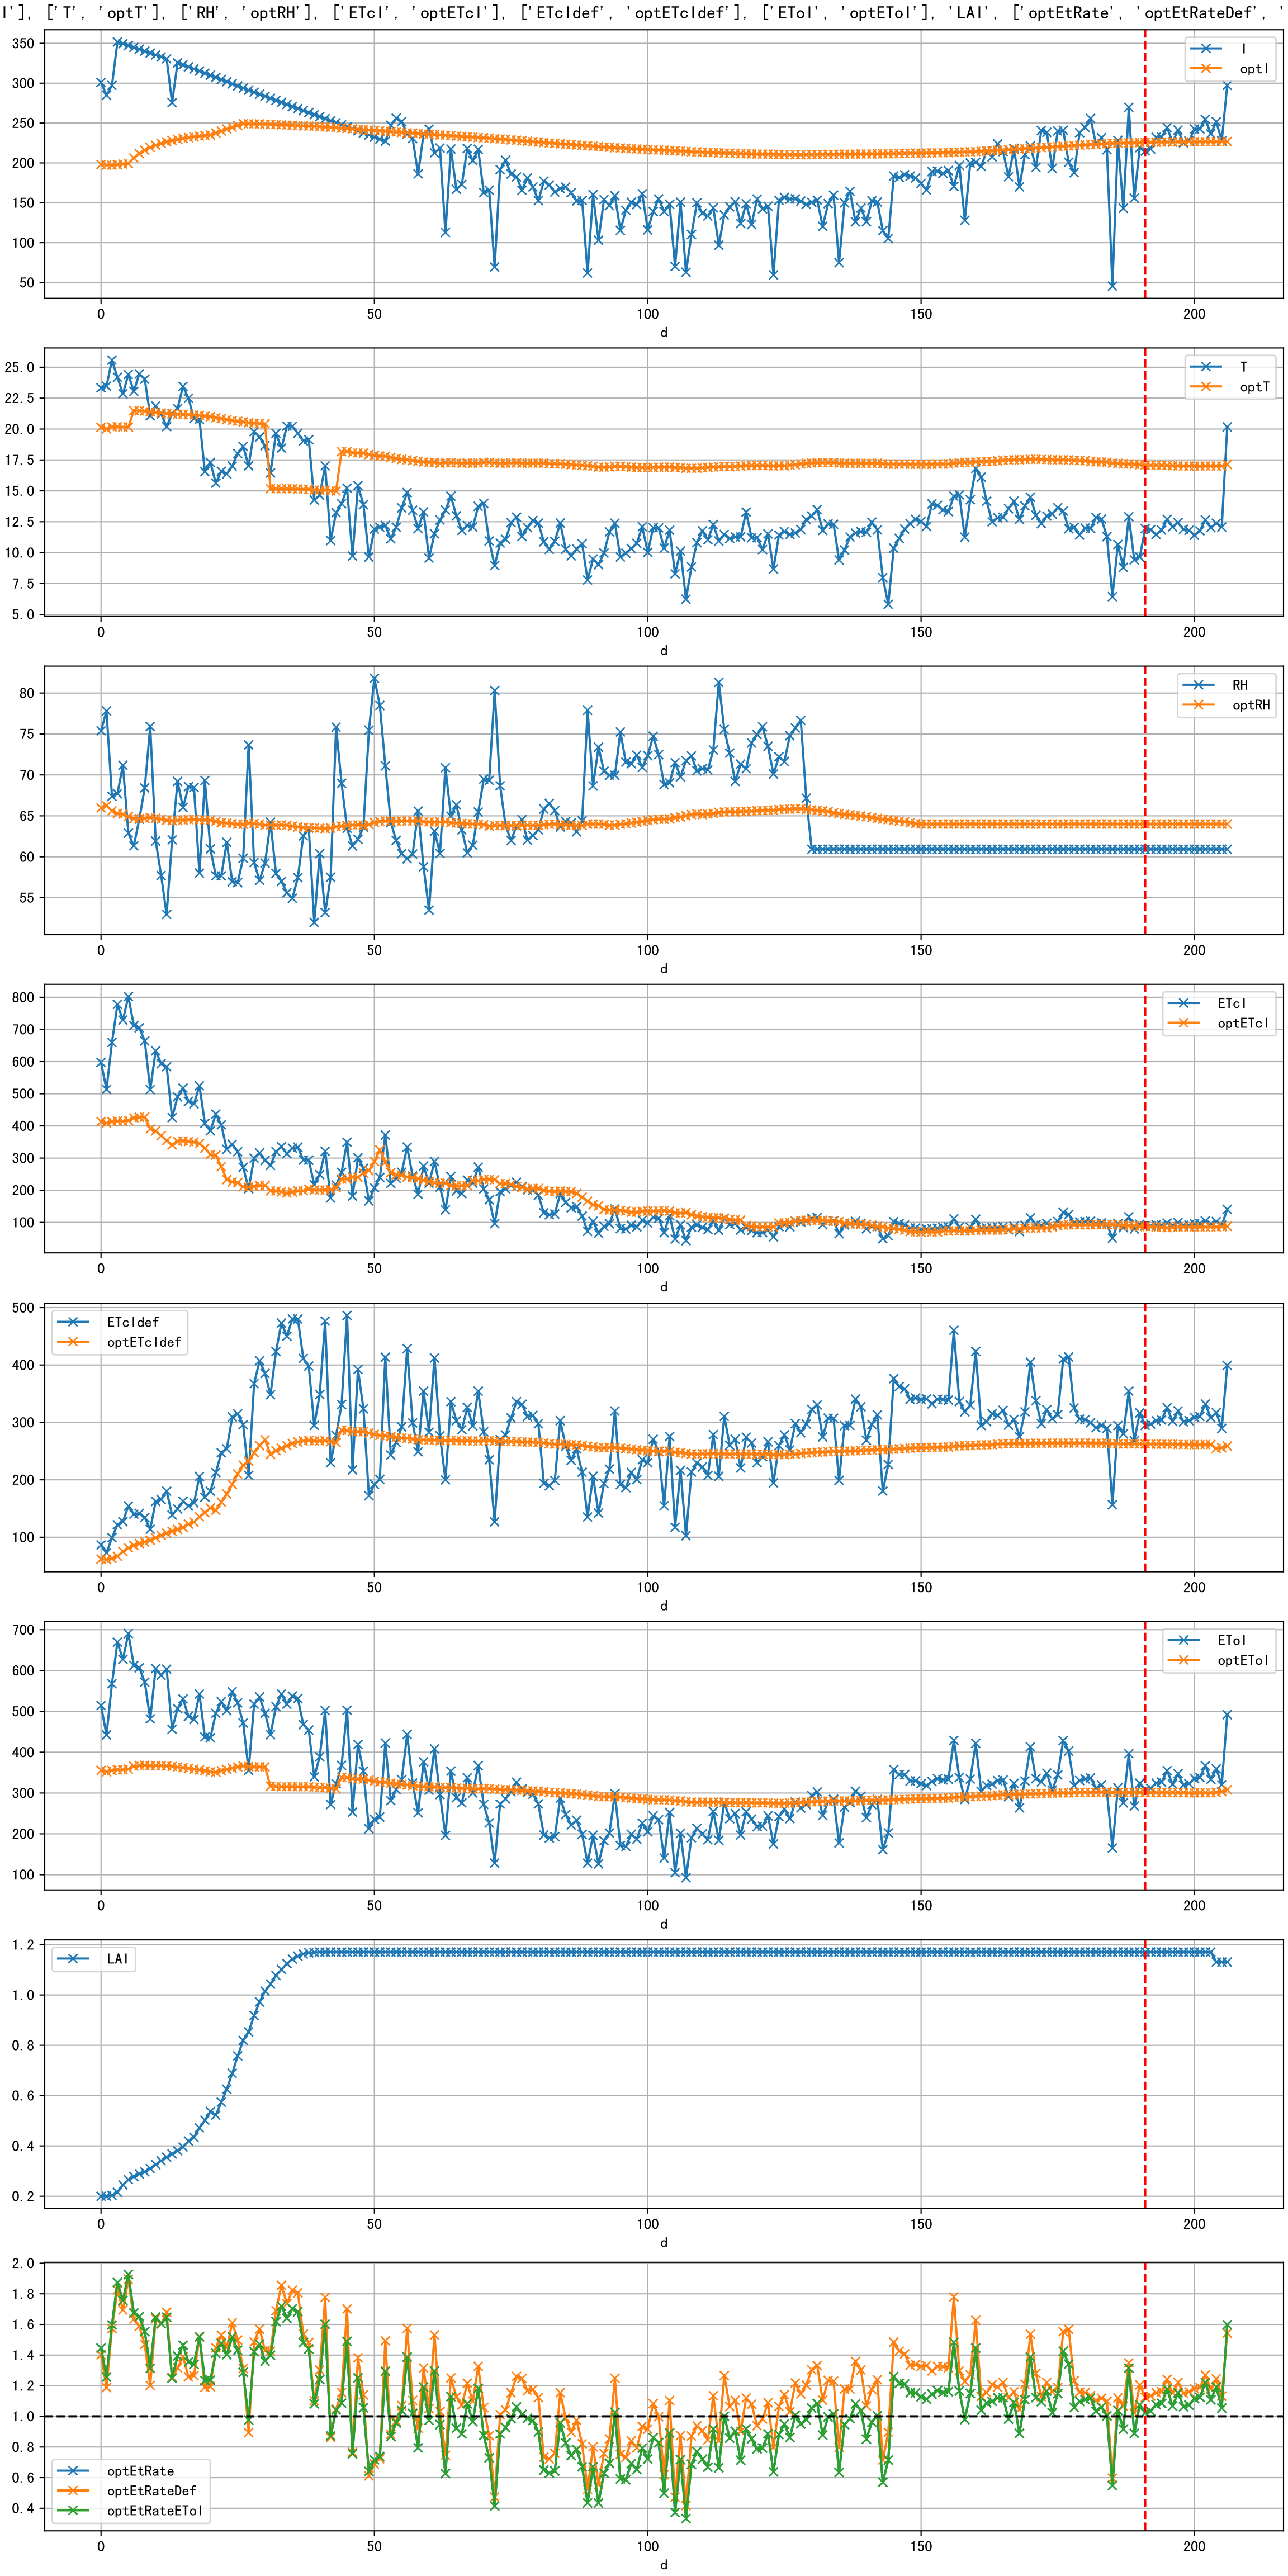 I'], ['T', 'optT'], ['RH', 'optRH'], ['ETcI', 'optETcI'], ['ETcIdef', 'optETcIdef'], ['EToI', 'optEToI'], 'LAI', ['optEtRate', 'optEtRateDef', '
350
300
250
200
150
100
50
I
optI
0 50 100 150 200
d
25.0
22.5
20.0
17.5
15.0
12.5
10.0
7.5
5.0
T
optT
0 50 100 150 200
d
80
75
70
65
60
55
RH
optRH
0 50 100 150 200
d
800
700
600
500
400
300
200
100
ETcI
optETcI
0 50 100 150 200
d
500
400
300
200
100
ETcIdef
optETcIdef
0 50 100 150 200
d
700
600
500
400
300
200
100
EToI
optEToI
0 50 100 150 200
d
1.2
1.0
0.8
0.6
0.4
0.2
LAI
0 50 100 150 200
d
2.0
1.8
1.6
1.4
1.2
1.0
0.8
0.6
0.4
optEtRate
optEtRateDef
optEtRateEToI
0 50 100 150 200
d